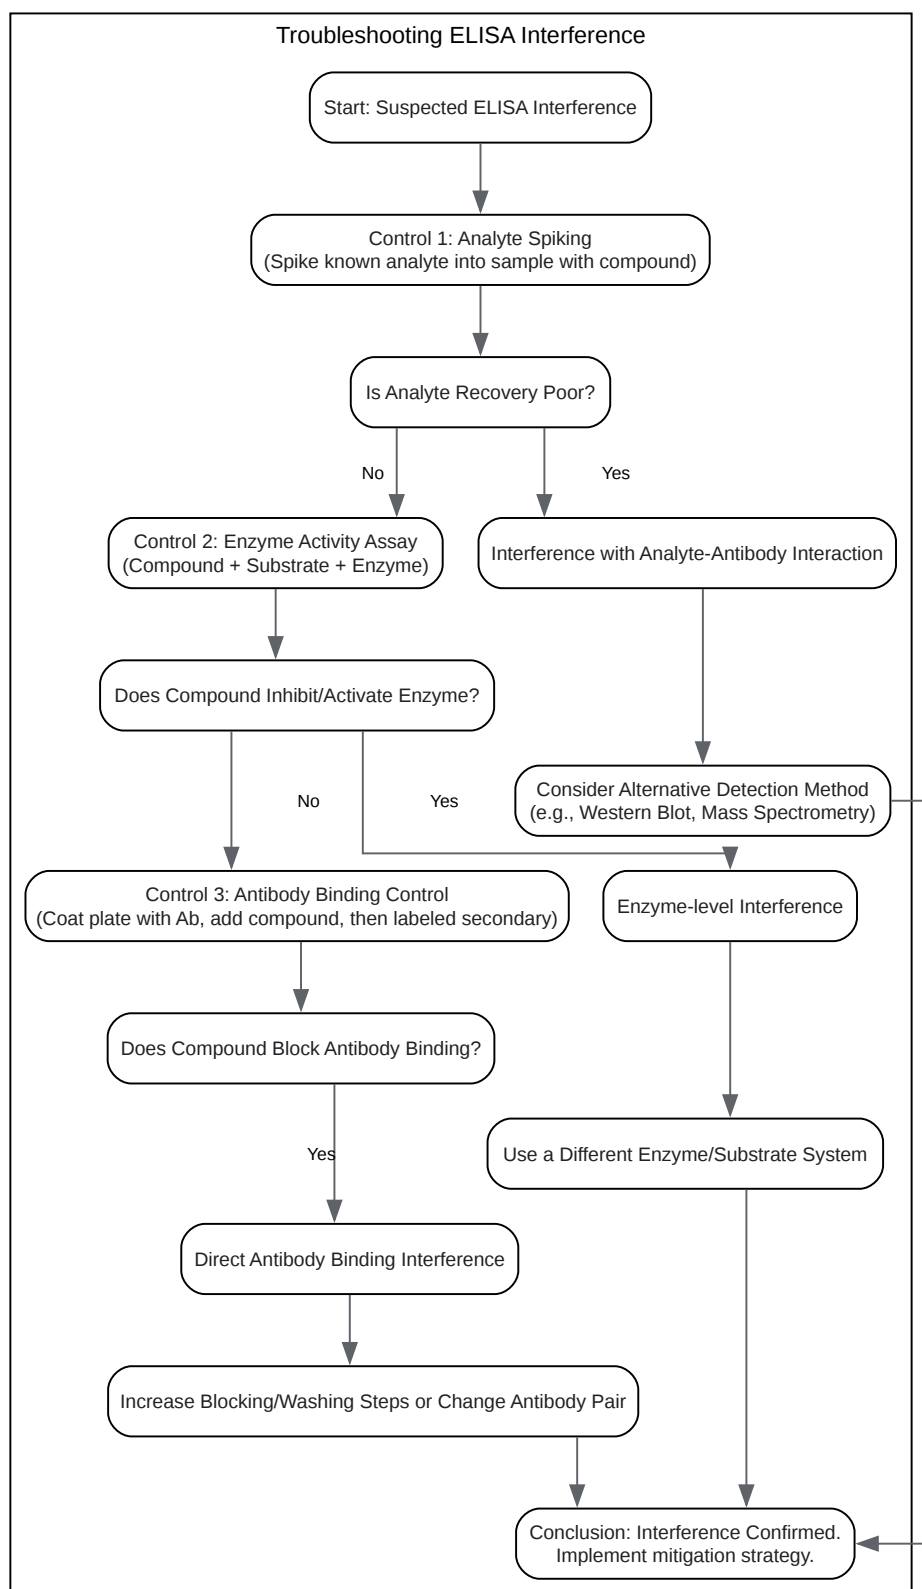 Troubleshooting ELISA Interference
Start: Suspected ELISA Interference
Control 1: Analyte Spiking
(Spike known analyte into sample with compound)
Is Analyte Recovery Poor?
No
Yes
Control 2: Enzyme Activity Assay
(Compound + Substrate + Enzyme)
Interference with Analyte-Antibody Interaction
Does Compound Inhibit/Activate Enzyme?
No
Yes
Consider Alternative Detection Method
(e.g., Western Blot, Mass Spectrometry)
Control 3: Antibody Binding Control
(Coat plate with Ab, add compound, then labeled secondary)
Enzyme-level Interference
Does Compound Block Antibody Binding?
Yes
Use a Different Enzyme/Substrate System
Direct Antibody Binding Interference
Increase Blocking/Washing Steps or Change Antibody Pair
Conclusion: Interference Confirmed.
Implement mitigation strategy.